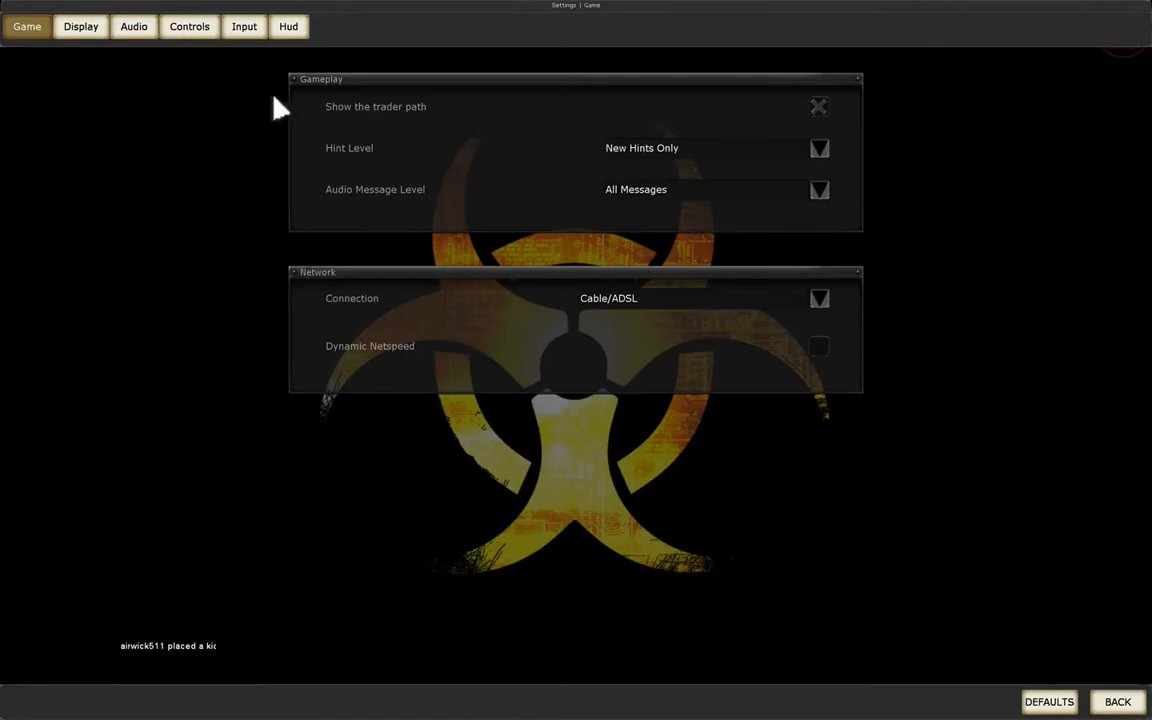 Settings | Game
Game Display Audio Controls Input Hud
Gameplay
Show the trader path
Hint Level New Hints Only
Audio Message Level All Messages
Network
Connection Cable/ADSL
Dynamic Netspeed
airwick511 placed a
DEFAULTS BACK